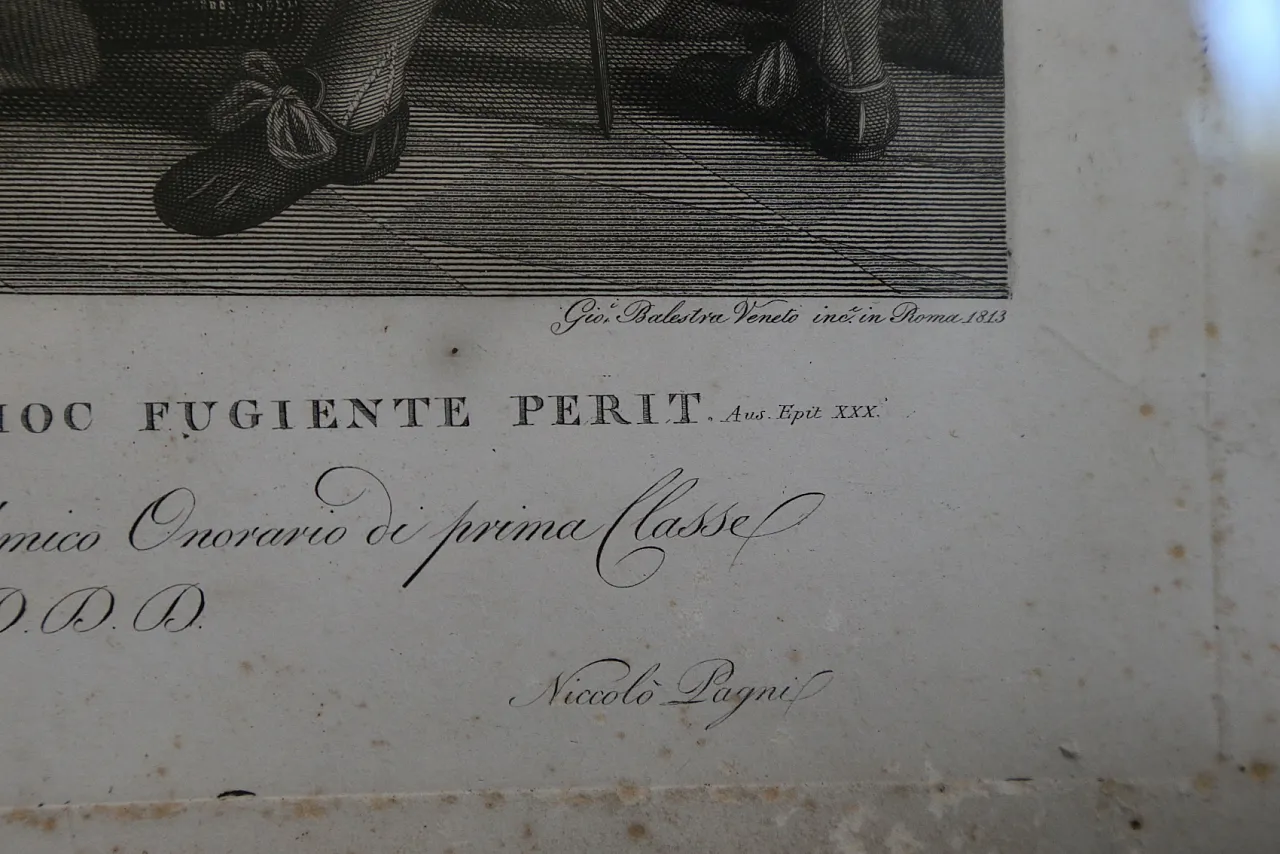 Gio. Balestra Veneto inc. in Roma 1813
HOC FUGIENTE PERIT. Aus. Epit XXX.
mico Onorario di prima Classe
D. D. D.
Niccolò Pagni